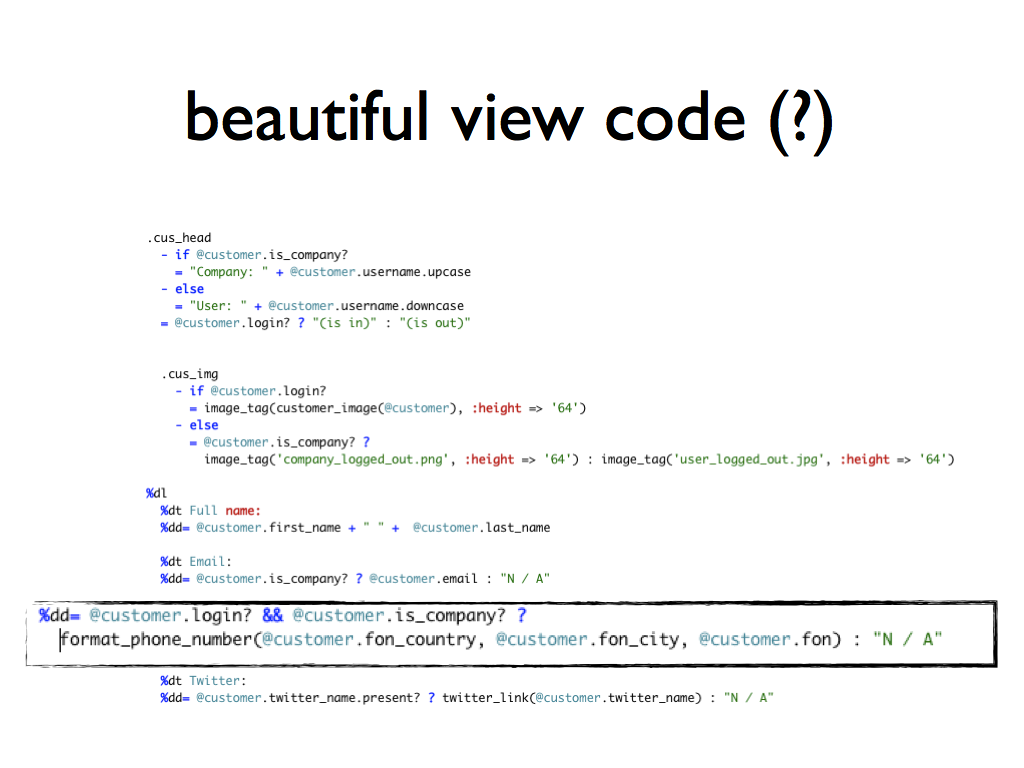 beautiful view code (?)
.cus_head
- if @customer.is_company?
= "Company: " + @customer.username.upcase
- else
= "User: " + @customer.username.downcase
= @customer.login? ? "(is in)" : "(is out)"
.cus_img
- if @customer.login?
= image_tag(customer_image(@customer), :height => '64')
- else
= @customer.is_company? ?
image_tag('company_logged_out.png', :height => '64') : image_tag('user_logged_out.jpg', :height => '64')
%dl
%dt Full name:
%dd= @customer.first_name + " " + @customer.last_name
%dt Email:
%dd= @customer.is_company? ? @customer.email : "N / A"
%dd= @customer.login? && @customer.is_company? ?
format_phone_number(@customer.fon_country, @customer.fon_city, @customer.fon) : "N / A"
%dt Twitter:
%dd= @customer.twitter_name.present? ? twitter_link(@customer.twitter_name) : "N / A"